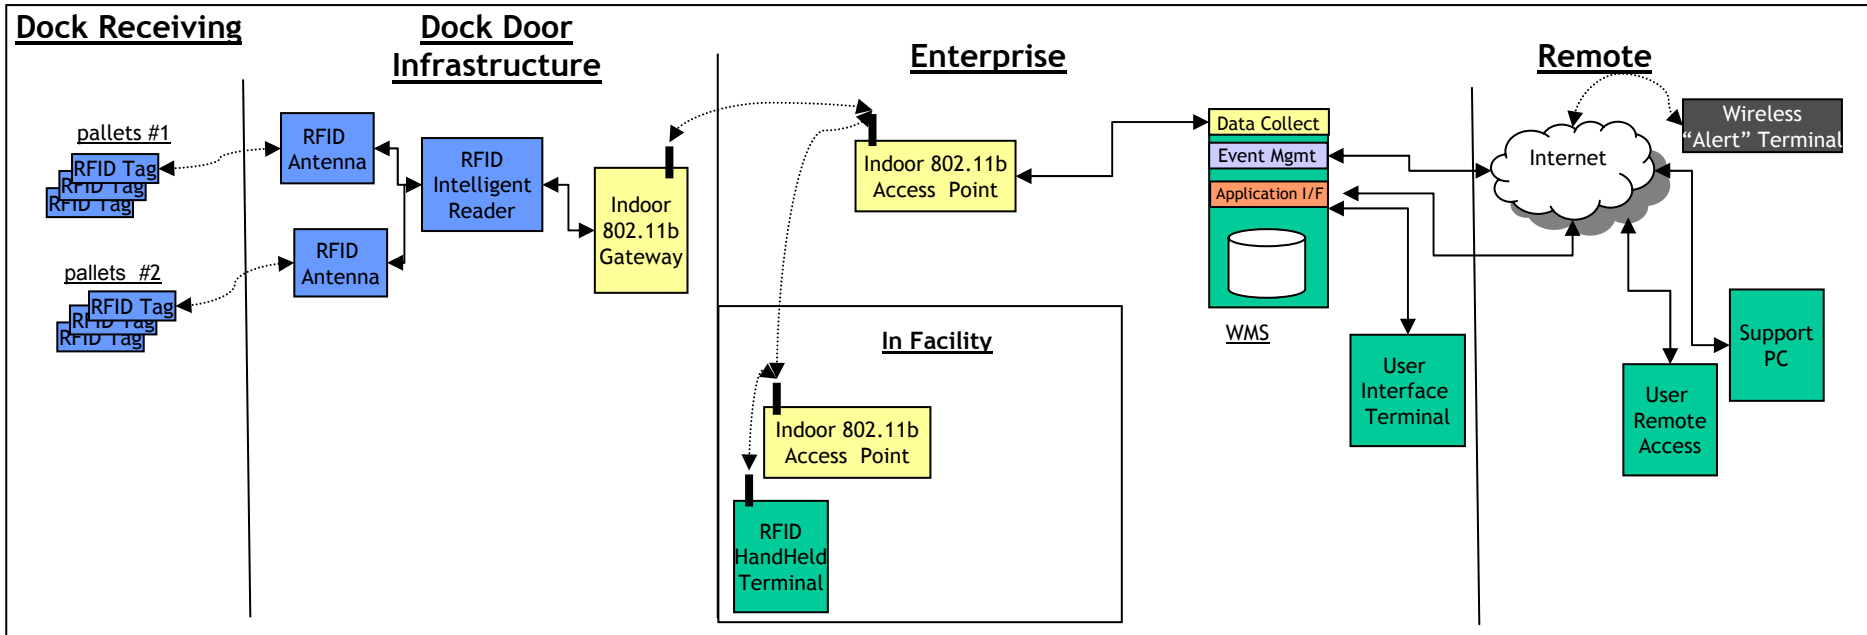 Dock Receiving
pallets #1
RFID Tag
RFID Tag
RFID Tag
pallets #2
RFID Tag
RFID Tag
RFID Tag
Dock Door
Infrastructure
RFID
Antenna
RFID
Antenna
RFID
Intelligent
Reader
Indoor
802.11b
Gateway
Enterprise
Indoor 802.11b
Access Point
Data Collect
Event Mgmt
Application I/F
WMS
User
Interface
Terminal
In Facility
Indoor 802.11b
Access Point
RFID
HandHeld
Terminal
Remote
Wireless
“Alert” Terminal
Internet
Support
PC
User
Remote
Access